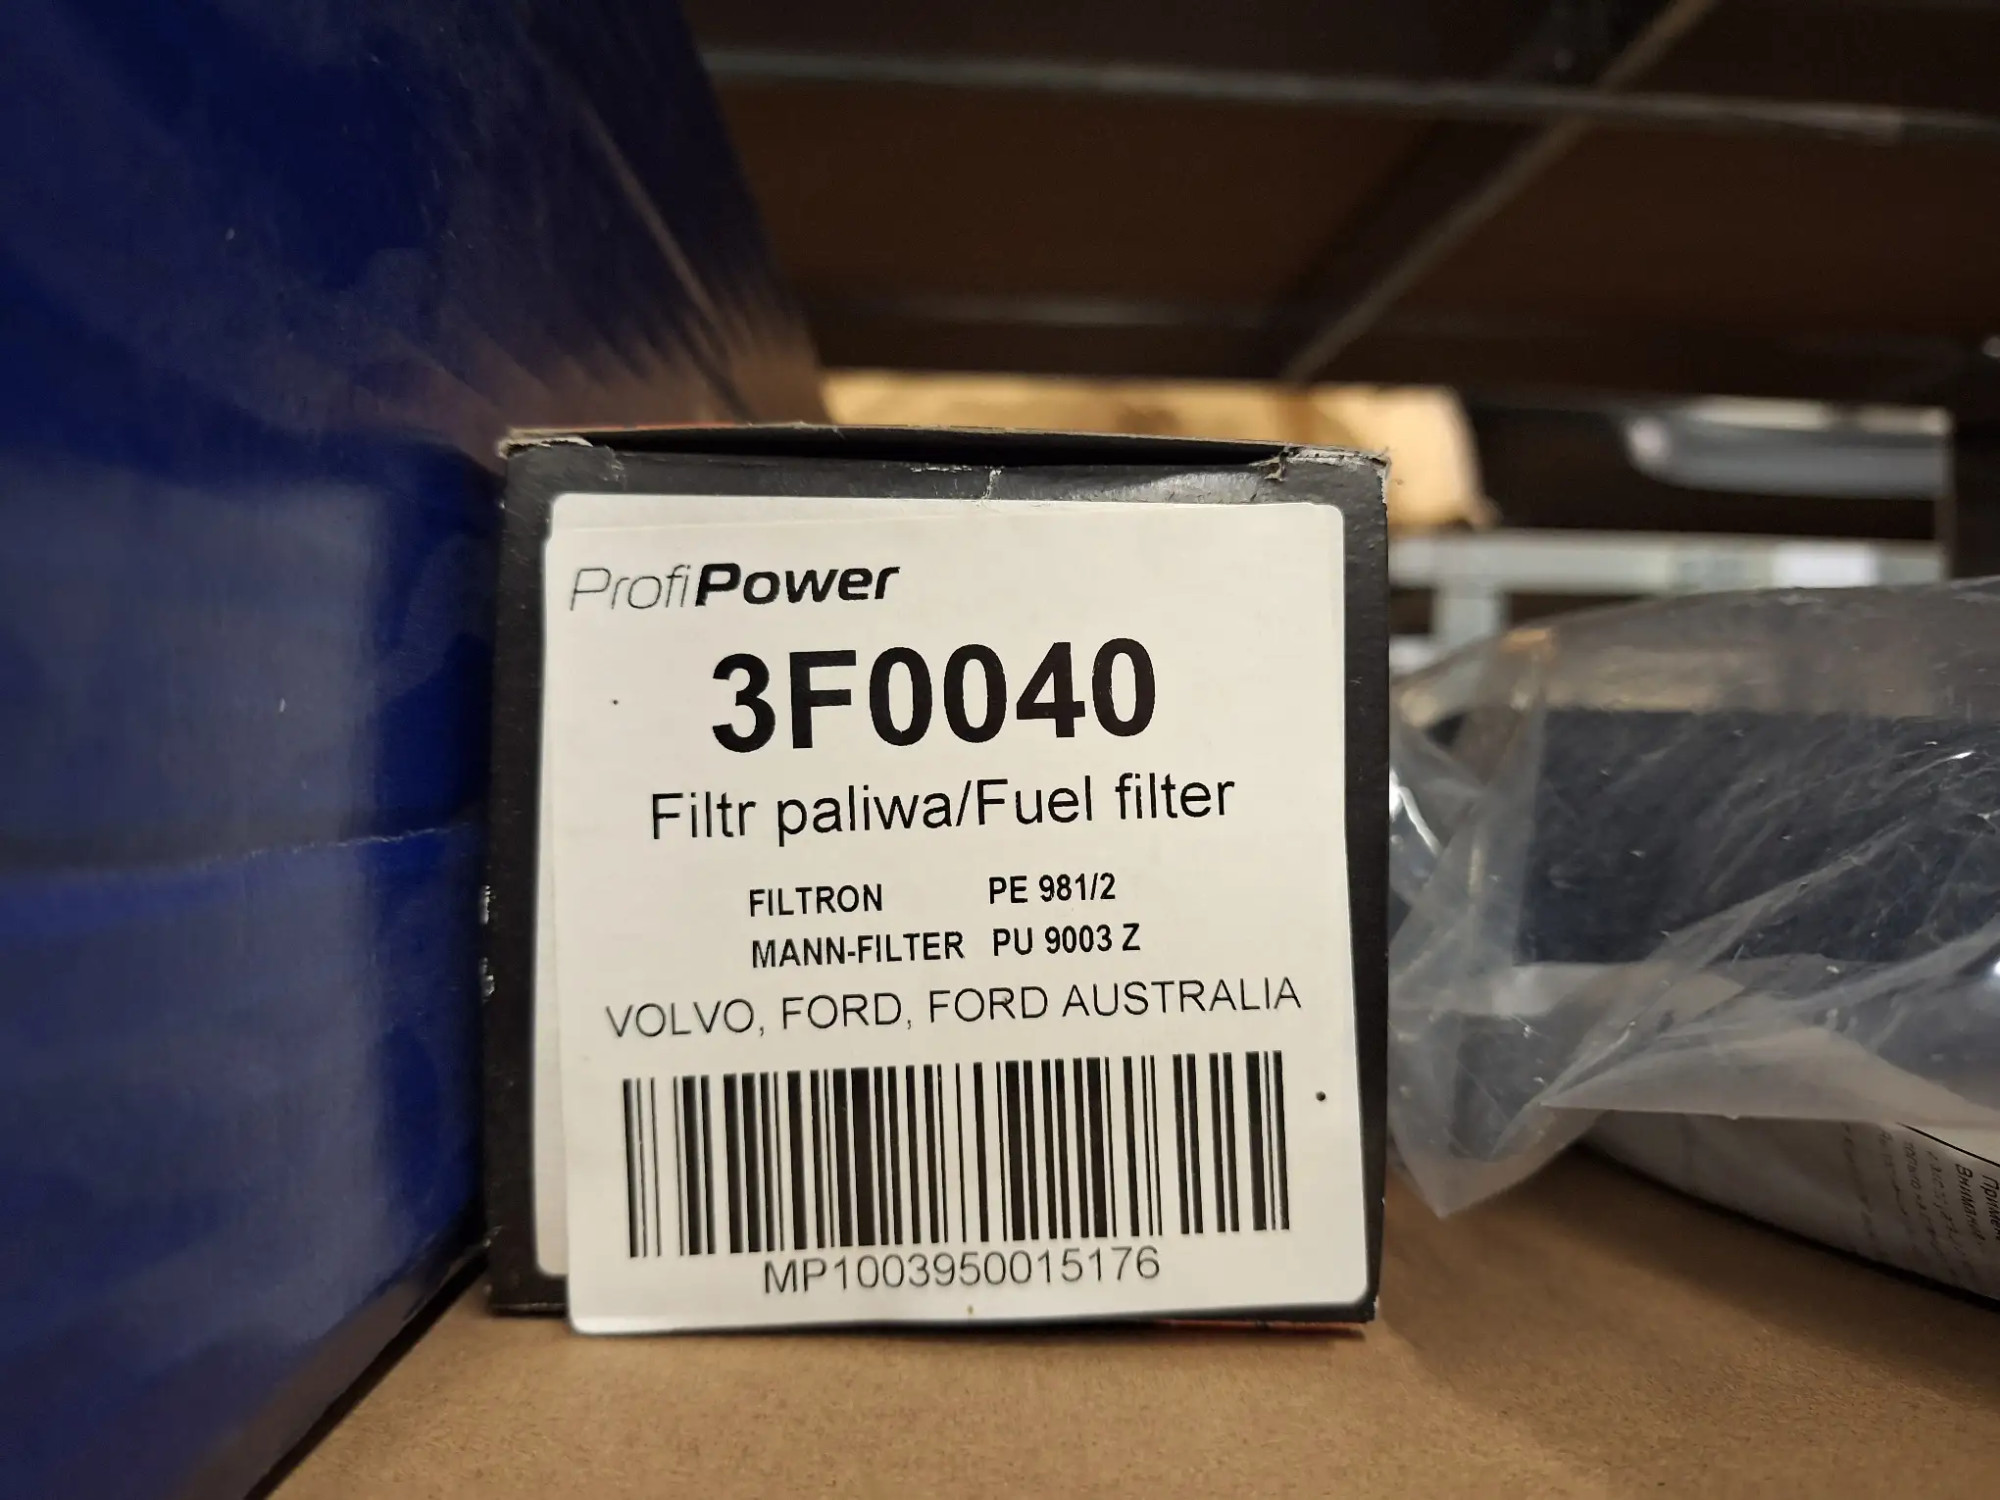 ProfiPower
3F0040
Filtr paliwa/Fuel filter
FILTRON PE 981/2
MANN-FILTER PU 9003 Z
VOLVO, FORD, FORD AUSTRALIA
MP1003950015176